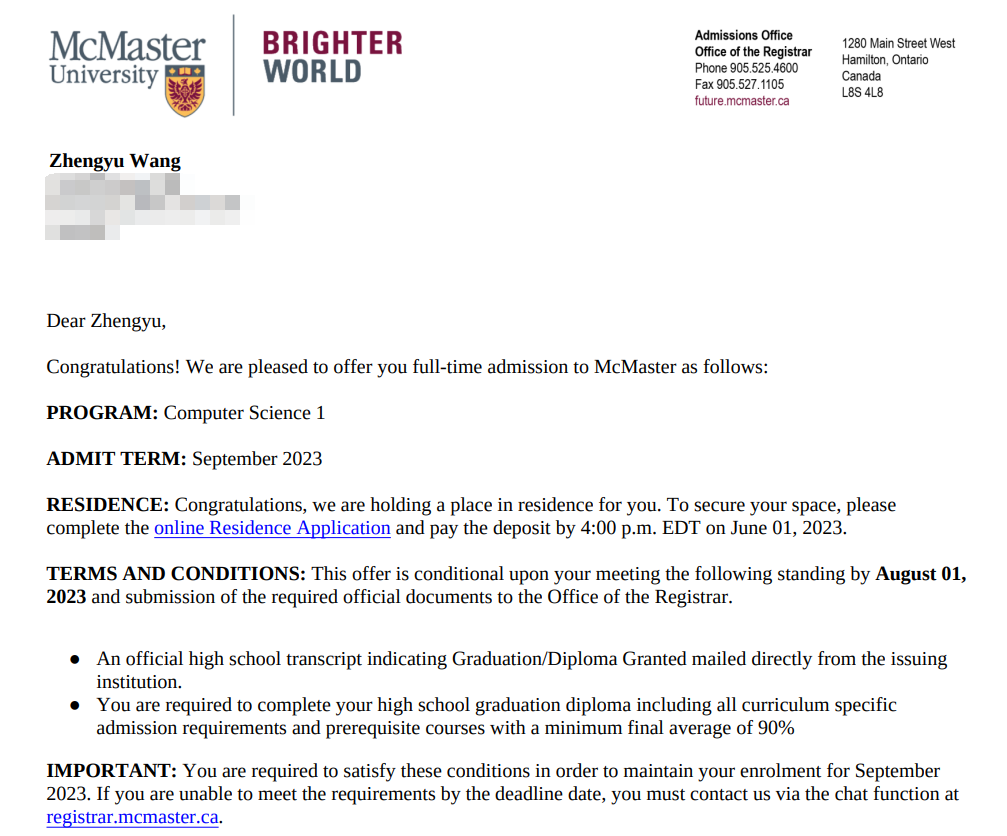 McMaster
University
BRIGHTER
WORLD
Admissions Office
Office of the Registrar
Phone 905.525.4600
Fax 905.527.1105
future.mcmaster.ca
1280 Main Street West
Hamilton, Ontario
Canada
L8S 4L8
Zhengyu Wang
Dear Zhengyu,
Congratulations! We are pleased to offer you full-time admission to McMaster as follows:
PROGRAM: Computer Science 1
ADMIT TERM: September 2023
RESIDENCE: Congratulations, we are holding a place in residence for you. To secure your space, please
complete the online Residence Application and pay the deposit by 4:00 p.m. EDT on June 01, 2023.
TERMS AND CONDITIONS: This offer is conditional upon your meeting the following standing by August 01,
2023 and submission of the required official documents to the Office of the Registrar.
● An official high school transcript indicating Graduation/Diploma Granted mailed directly from the issuing
institution.
● You are required to complete your high school graduation diploma including all curriculum specific
admission requirements and prerequisite courses with a minimum final average of 90%
IMPORTANT: You are required to satisfy these conditions in order to maintain your enrolment for September
2023. If you are unable to meet the requirements by the deadline date, you must contact us via the chat function at
registrar.mcmaster.ca.